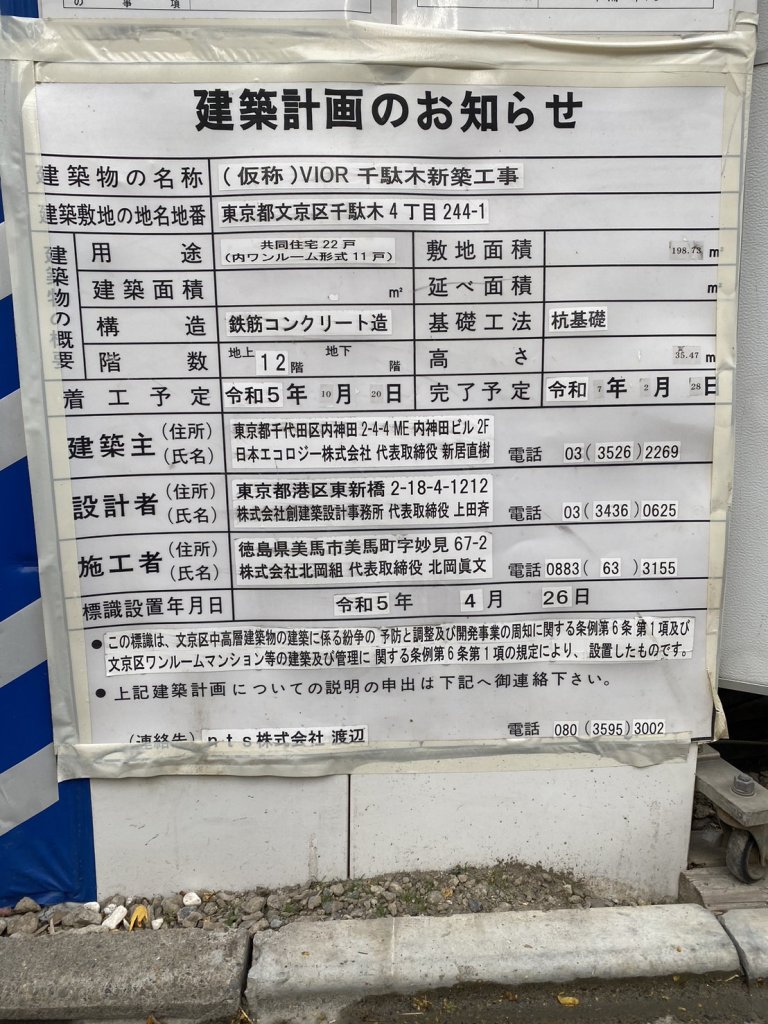 の事項
建築計画のお知らせ
建築物の名称 (仮称)VIOR 千駄木新築工事
建築敷地の地名地番 東京都文京区千駄木4丁目244-1
建築物の概要
用途 共同住宅22戸 敷地面積 198.73 m²
(内ワンルーム形式11戸)
建築面積 m² 延べ面積 m²
構造 鉄筋コンクリート造 基礎工法 杭基礎
階数 地上 12 階 地下 階 高さ 35.47 m
着工予定 令和5年10月20日 完了予定 令和7年2月28日
建築主 (住所) 東京都千代田区内神田 2-4-4 ME 内神田ビル 2F
(氏名) 日本エコロジー株式会社 代表取締役 新居直樹 電話 03(3526)2269
設計者 (住所) 東京都港区東新橋 2-18-4-1212
(氏名) 株式会社創建築設計事務所 代表取締役 上田斉 電話 03(3436)0625
施工者 (住所) 徳島県美馬市美馬町字妙見 67-2
(氏名) 株式会社北岡組 代表取締役 北岡眞文 電話 0883(63)3155
標識設置年月日 令和5年 4月 26日
●この標識は、文京区中高層建築物の建築に係る紛争の予防と調整及び開発事業の周知に関する条例第6条第1項及び
文京区ワンルームマンション等の建築及び管理に関する条例第6条第1項の規定により、設置したものです。
●上記建築計画についての説明の申出は下記へ御連絡下さい。
(連絡先) nts株式会社 渡辺 電話 080(3595)3002